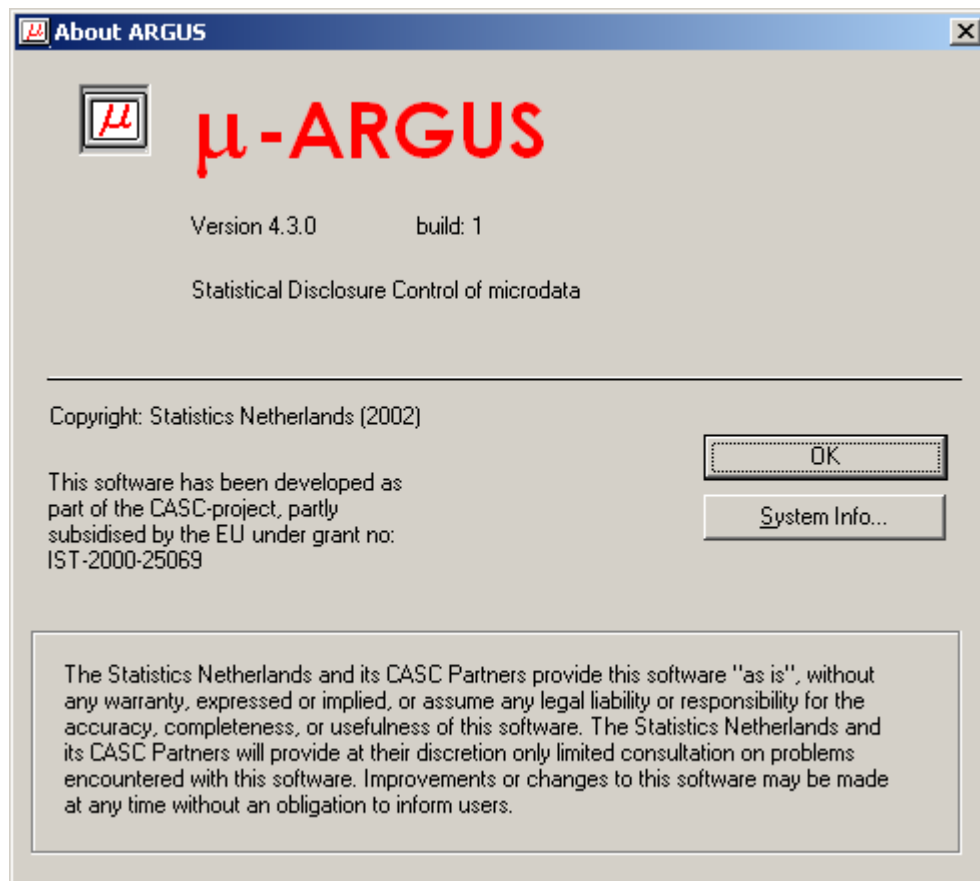 About ARGUS
μ
μ-ARGUS
Version 4.3.0 build: 1
Statistical Disclosure Control of microdata
Copyright: Statistics Netherlands (2002)
This software has been developed as
part of the CASC-project, partly
subsidised by the EU under grant no:
IST-2000-25069
OK
System Info...
The Statistics Netherlands and its CASC Partners provide this software "as is", without
any warranty, expressed or implied, or assume any legal liability or responsibility for the
accuracy, completeness, or usefulness of this software. The Statistics Netherlands and
its CASC Partners will provide at their discretion only limited consultation on problems
encountered with this software. Improvements or changes to this software may be made
at any time without an obligation to inform users.